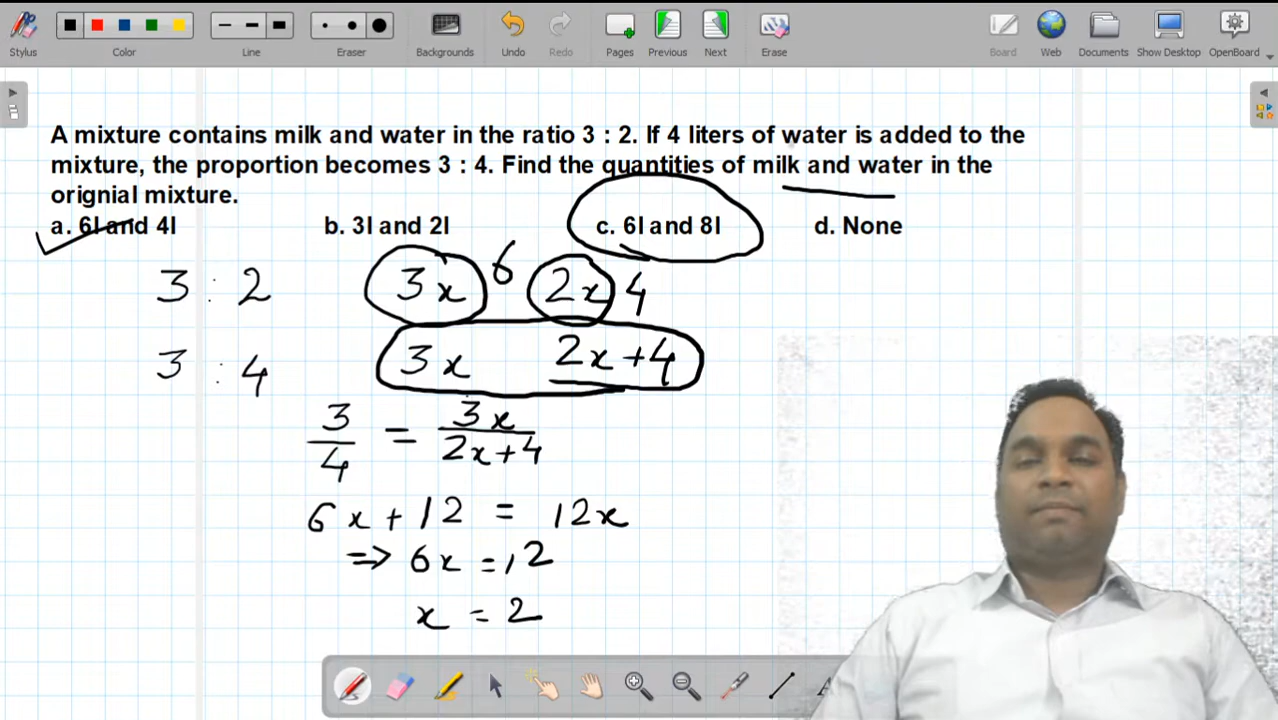 Stylus Color Line Eraser Backgrounds Undo Redo Pages Previous Next Erase Board Web Documents Show Desktop OpenBoard
A mixture contains milk and water in the ratio 3 : 2. If 4 liters of water is added to the
mixture, the proportion becomes 3 : 4. Find the quantities of milk and water in the
orignial mixture.
a. 6l and 4l b. 3l and 2l c. 6l and 8l d. None
3 : 2 3x 6 2x 4
3 : 4 3x 2x+4
3/4 = 3x/2x+4
6x + 12 = 12x
=> 6x = 12
x = 2
A